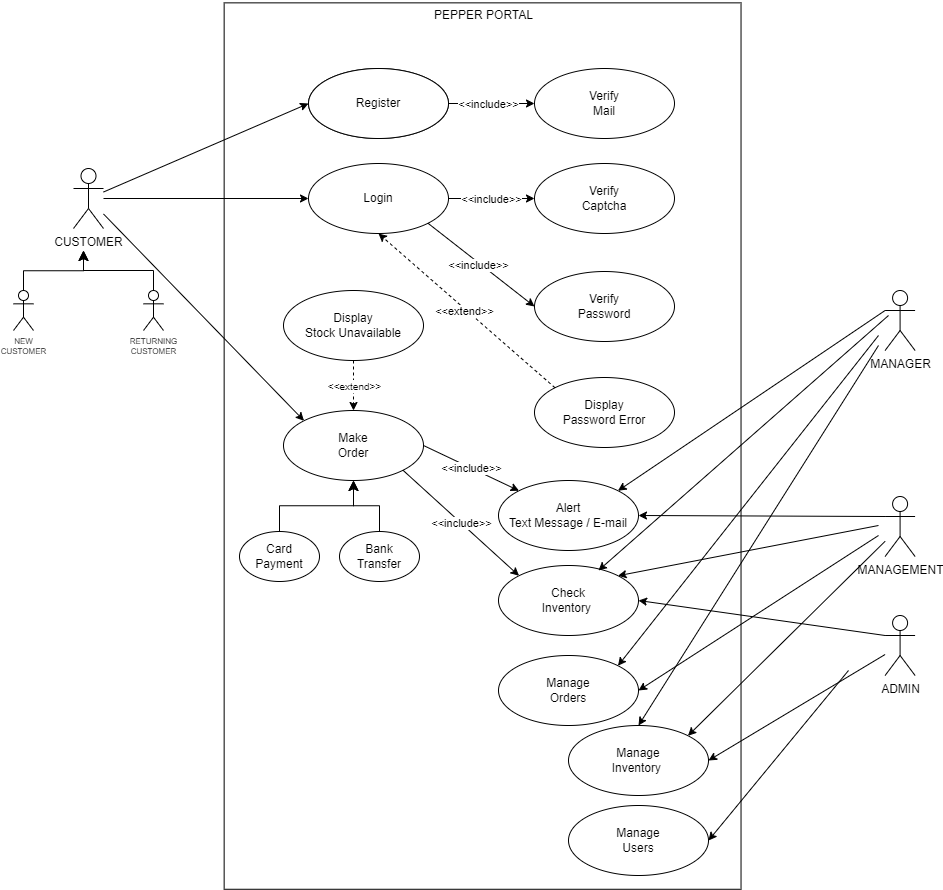 PEPPER PORTAL
Register
<<include>>
Verify
Mail
CUSTOMER
NEW
CUSTOMER
RETURNING
CUSTOMER
Login
<<include>>
Verify
Captcha
<<include>>
Verify
Password
<<extend>>
Display
Password Error
Display
Stock Unavailable
<<extend>>
Make
Order
<<include>>
Alert
Text Message / E-mail
<<include>>
Check
Inventory
Card
Payment
Bank
Transfer
Manage
Orders
Manage
Inventory
Manage
Users
MANAGER
MANAGEMENT
ADMIN